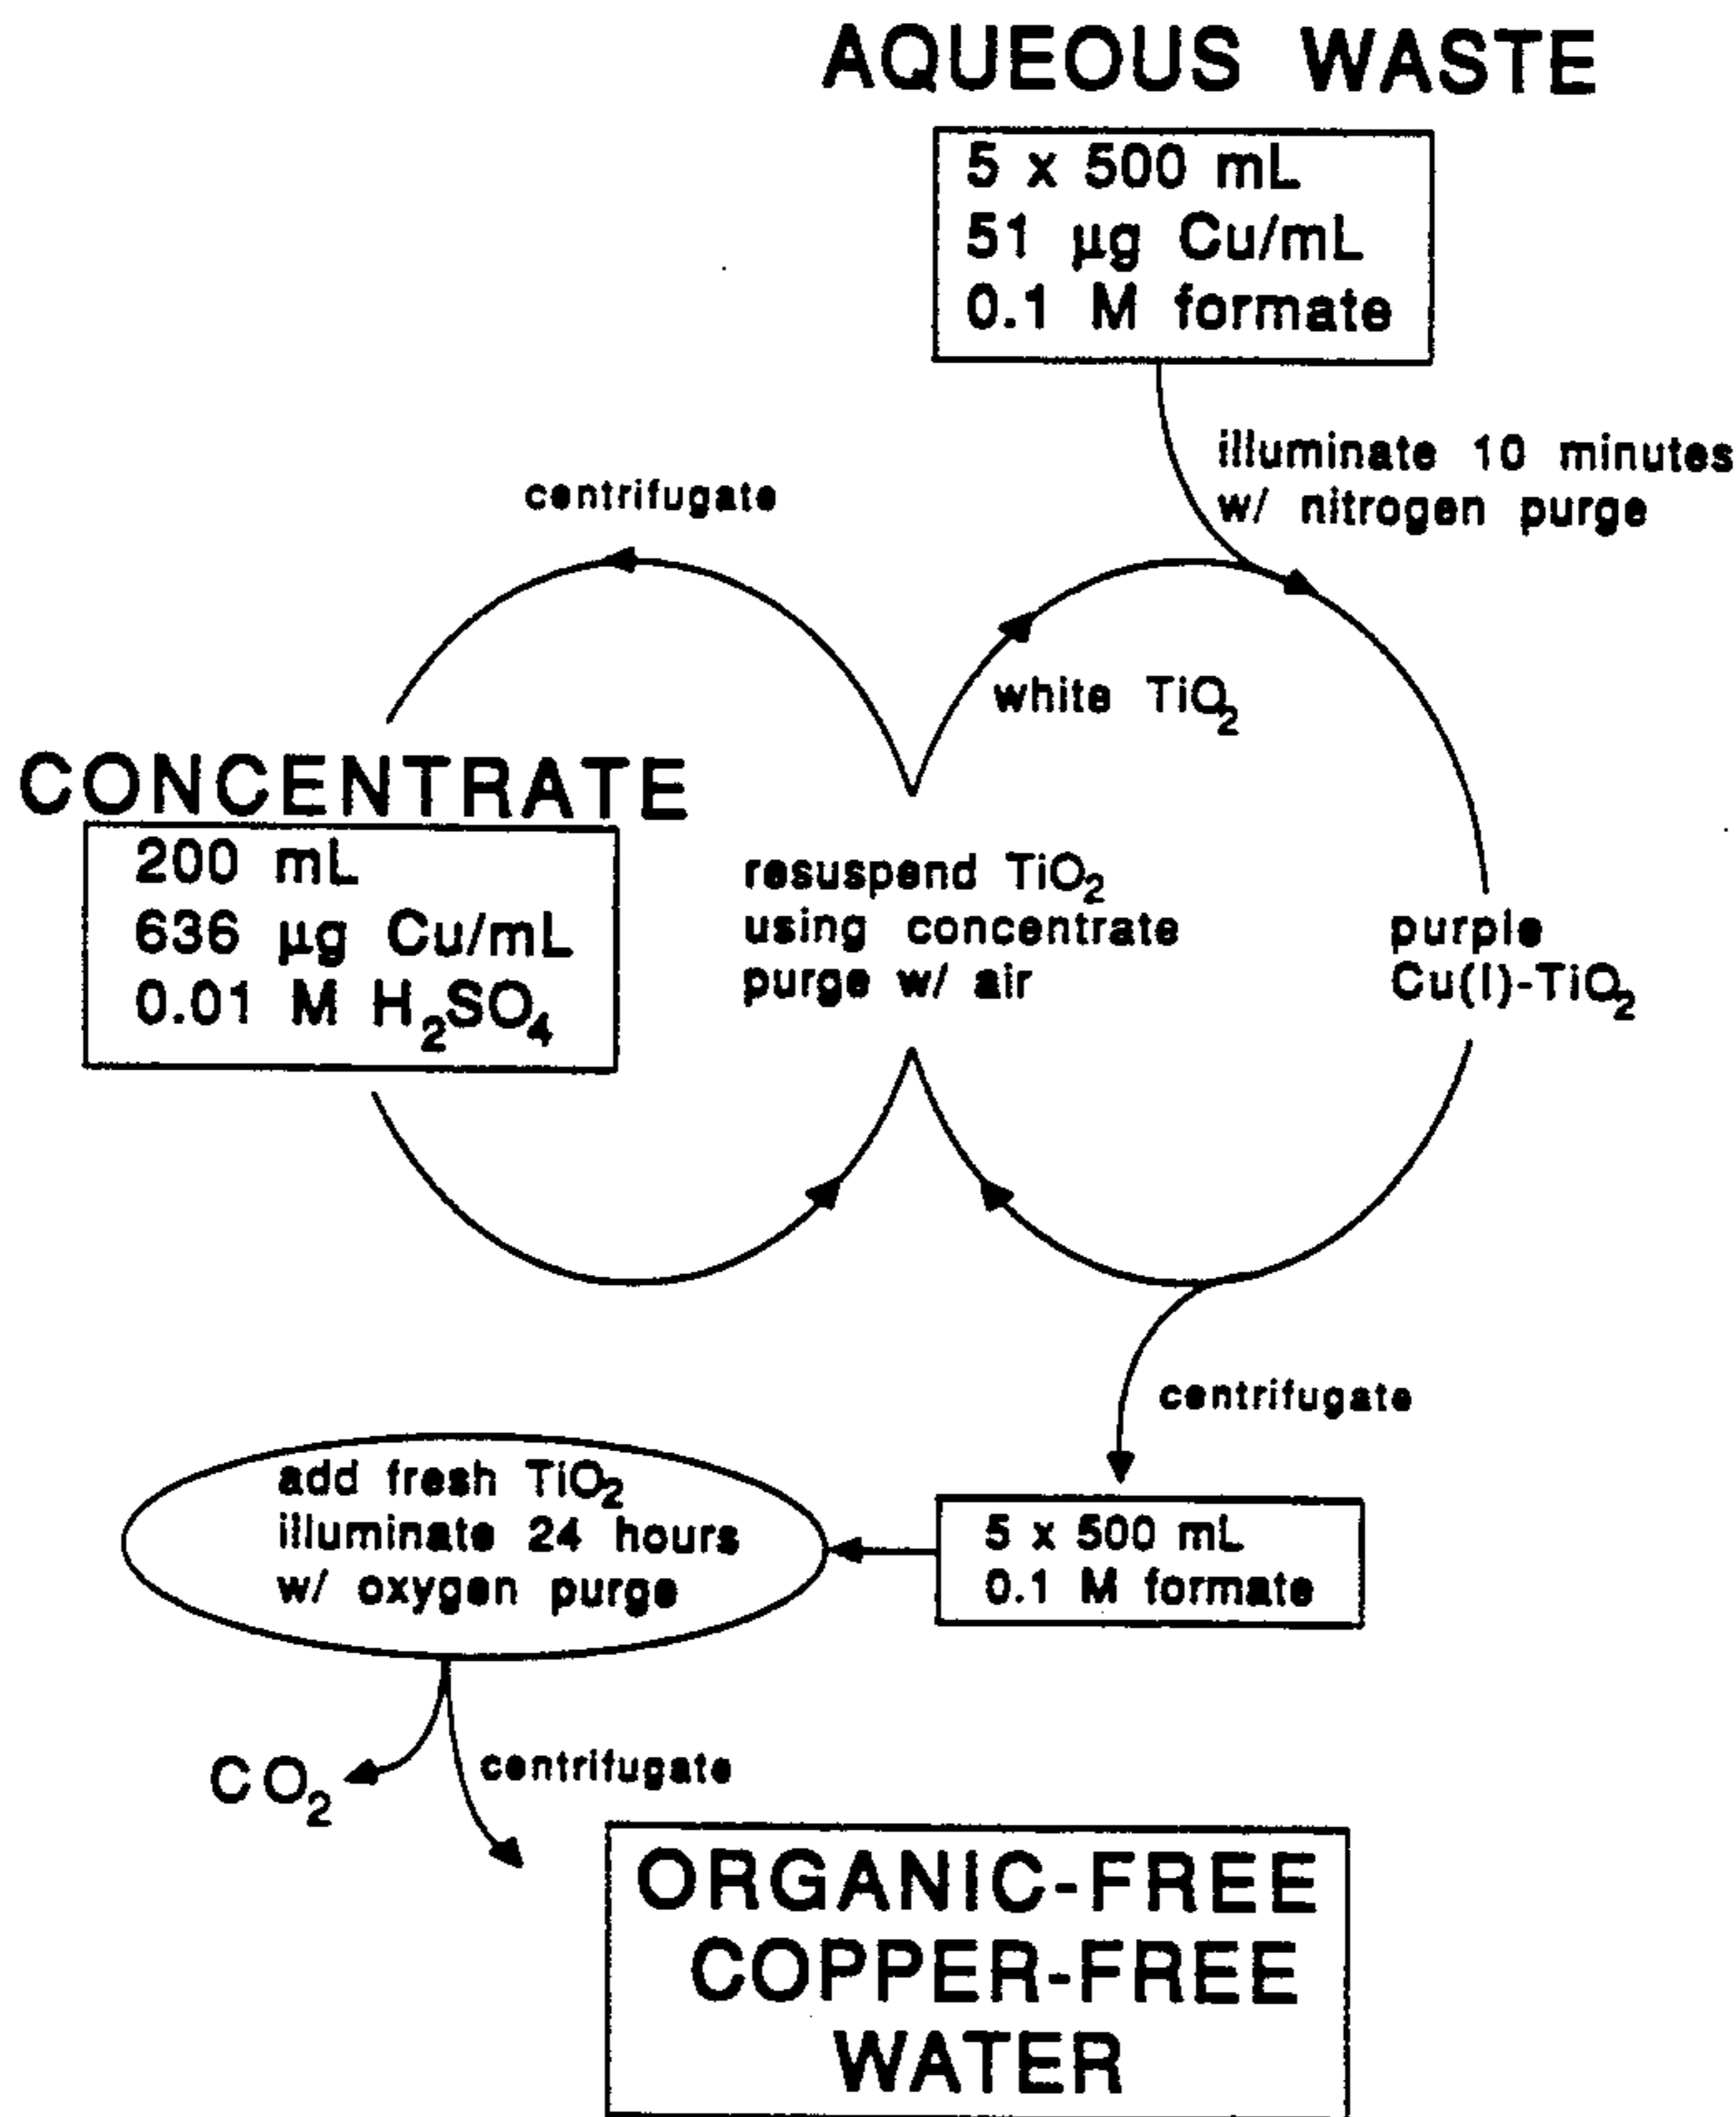 AQUEOUS WASTE
5 x 500 mL
51 µg Cu/mL
0.1 M formate
illuminate 10 minutes
w/ nitrogen purge
centrifugate
white TiO2
CONCENTRATE
200 mL
636 µg Cu/mL
0.01 M H2SO4
resuspend TiO2
using concentrate
purge w/ air
purple
Cu(I)-TiO2
centrifugate
5 x 500 mL
0.1 M formate
add fresh TiO2
illuminate 24 hours
w/ oxygen purge
CO2
centrifugate
ORGANIC-FREE
COPPER-FREE
WATER